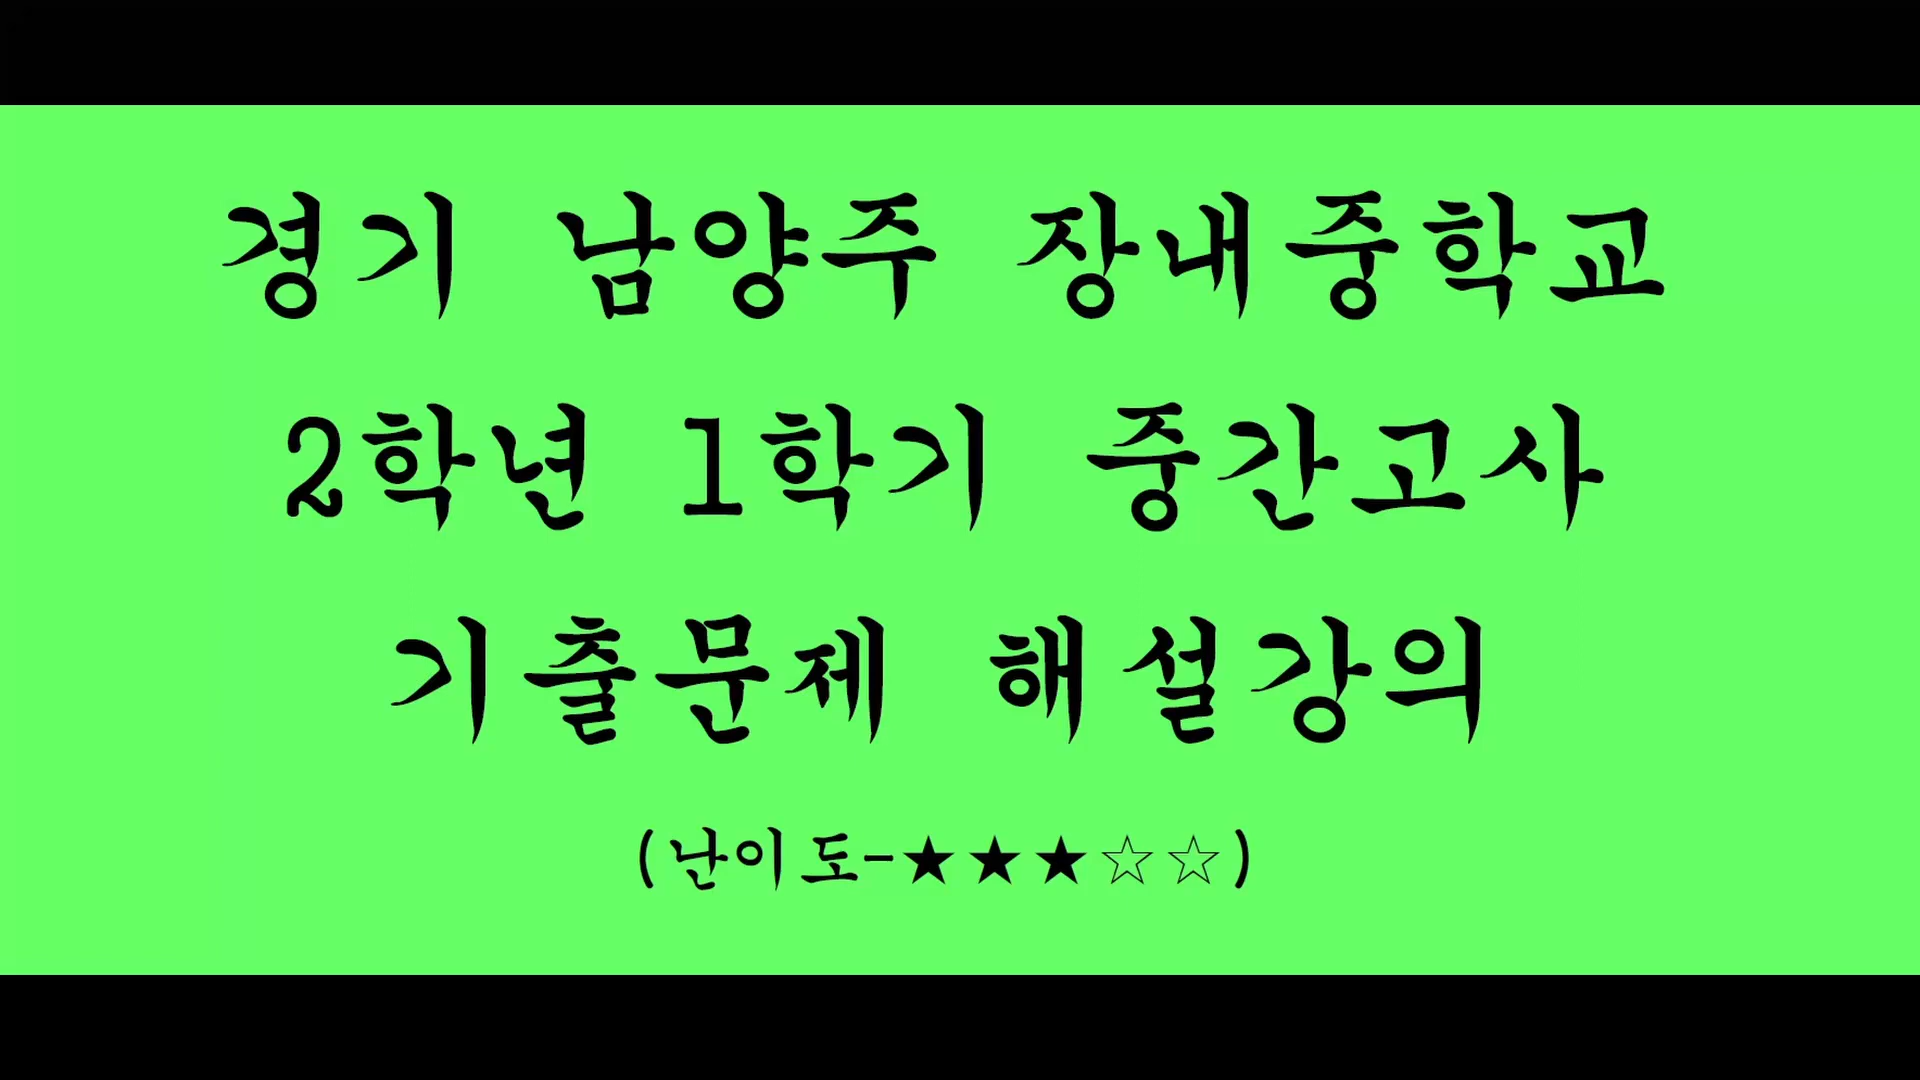 경기 남양주 장내중학교
2학년 1학기 중간고사
기출문제 해설강의
(난이도-★★★☆☆)